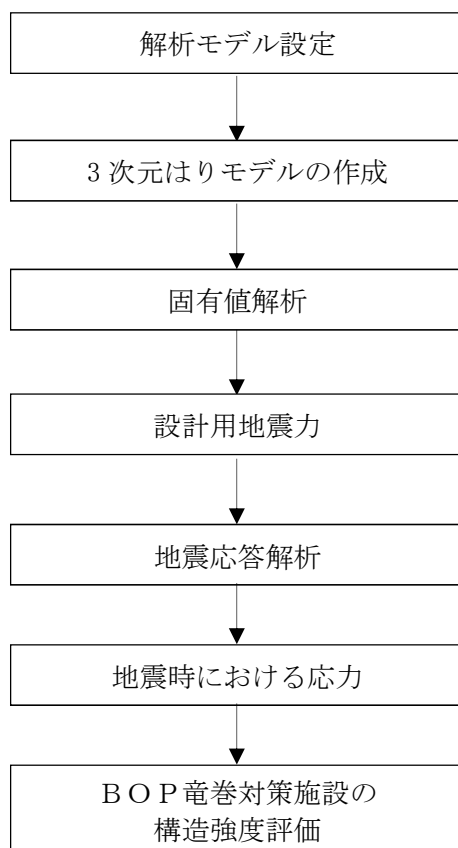 解析モデル設定
3次元はりモデルの作成
固有値解析
設計用地震力
地震応答解析
地震時における応力
ＢＯＰ竜巻対策施設の
構造強度評価